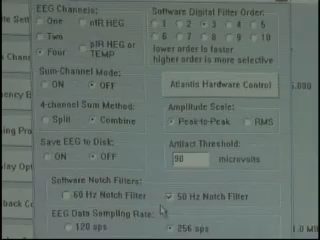 EEG Channels:
One
nIR HEG
Two
pIR HEG or
TEMP
Four
Software Digital Filter Order:
1 2 3 4 5
6 7 8 9 10
lower order is faster
higher order is more selective
Sum-Channel Mode:
ON OFF
Atlantis Hardware Control
4-channel Sum Method:
Split Combine
Amplitude Scale:
Peak-to-Peak RMS
Save EEG to Disk:
ON OFF
Artifact Threshold:
90 microvolts
Software Notch Filters:
60 Hz Notch Filter
50 Hz Notch Filter
EEG Data Sampling Rate:
120 sps 256 sps